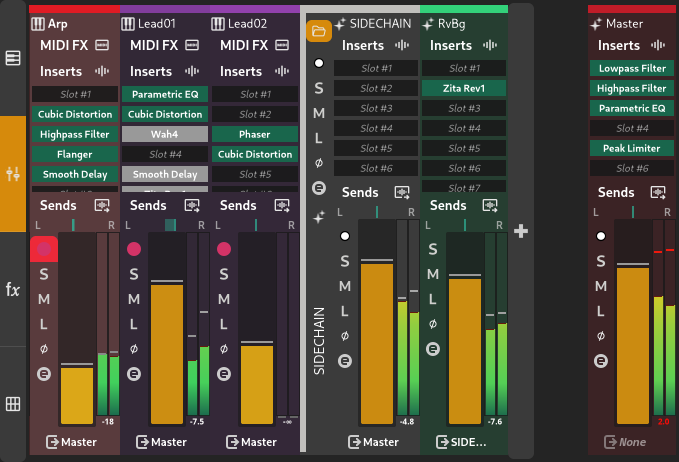 Arp
MIDI FX
Inserts
Slot #1
Cubic Distortion
Highpass Filter
Flanger
Smooth Delay
Sends
L R
S
M
L
ø
e
-18
Master
Lead01
MIDI FX
Inserts
Parametric EQ
Cubic Distortion
Wah4
Slot #4
Smooth Delay
Sends
L R
S
M
L
ø
e
-7.5
Master
Lead02
MIDI FX
Inserts
Slot #1
Slot #2
Phaser
Cubic Distortion
Slot #5
Sends
L R
S
M
L
ø
e
-∞
Master
S
M
L
ø
e
SIDECHAIN
SIDECHAIN
Inserts
Slot #1
Slot #2
Slot #3
Slot #4
Slot #5
Slot #6
Sends
L R
S
M
L
ø
e
-4.8
Master
RvBg
Inserts
Slot #1
Zita Rev1
Slot #3
Slot #4
Slot #5
Slot #6
Slot #7
Sends
L R
S
M
L
ø
e
-7.6
SIDE...
Master
Inserts
Lowpass Filter
Highpass Filter
Parametric EQ
Slot #4
Peak Limiter
Slot #6
L R
S
M
L
ø
e
2.0
None
fx